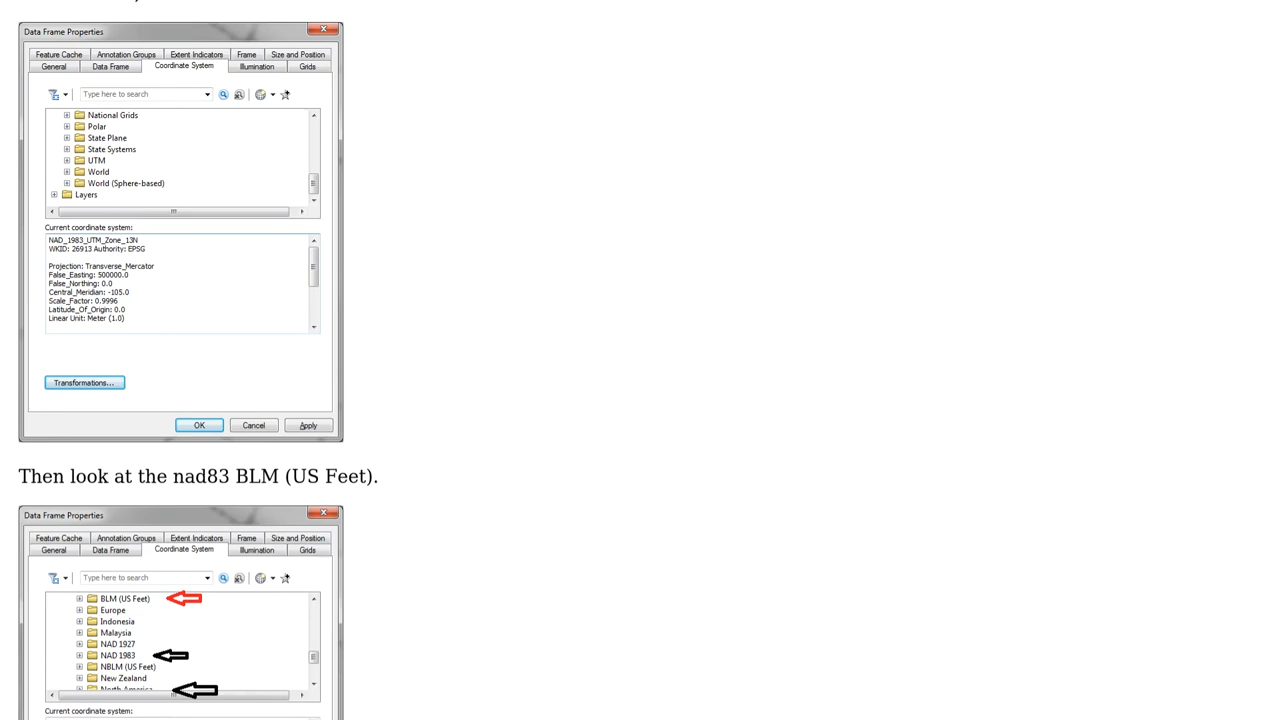 Data Frame Properties
Feature Cache Annotation Groups Extent Indicators Frame Size and Position
General Data Frame Coordinate System Illumination Grids
Type here to search
National Grids
Polar
State Plane
State Systems
UTM
World
World (Sphere-based)
Layers
Current coordinate system:
NAD_1983_UTM_Zone_13N
WKID: 26913 Authority: EPSG
Projection: Transverse_Mercator
False_Easting: 500000.0
False_Northing: 0.0
Central_Meridian: -105.0
Scale_Factor: 0.9996
Latitude_Of_Origin: 0.0
Linear Unit: Meter (1.0)
Transformations...
OK Cancel Apply
Then look at the nad83 BLM (US Feet).
Data Frame Properties
Feature Cache Annotation Groups Extent Indicators Frame Size and Position
General Data Frame Coordinate System Illumination Grids
Type here to search
BLM (US Feet)
Europe
Indonesia
Malaysia
NAD 1927
NAD 1983
NBLM (US Feet)
New Zealand
North America
Current coordinate system: